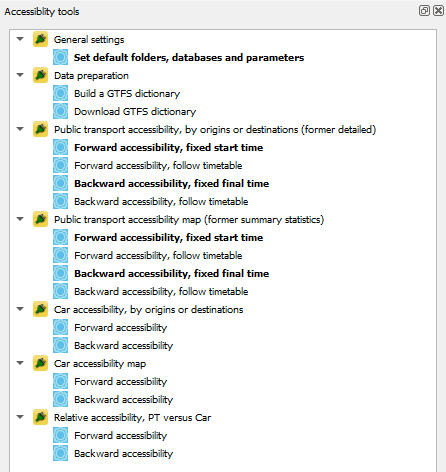 Accessiblity tools
General settings
Set default folders, databases and parameters
Data preparation
Build a GTFS dictionary
Download GTFS dictionary
Public transport accessibility, by origins or destinations (former detailed)
Forward accessibility, fixed start time
Forward accessibility, follow timetable
Backward accessibility, fixed final time
Backward accessibility, follow timetable
Public transport accessibility map (former summary statistics)
Forward accessibility, fixed start time
Forward accessibility, follow timetable
Backward accessibility, fixed final time
Backward accessibility, follow timetable
Car accessibility, by origins or destinations
Forward accessibility
Backward accessibility
Car accessibility map
Forward accessibility
Backward accessibility
Relative accessibility, PT versus Car
Forward accessibility
Backward accessibility